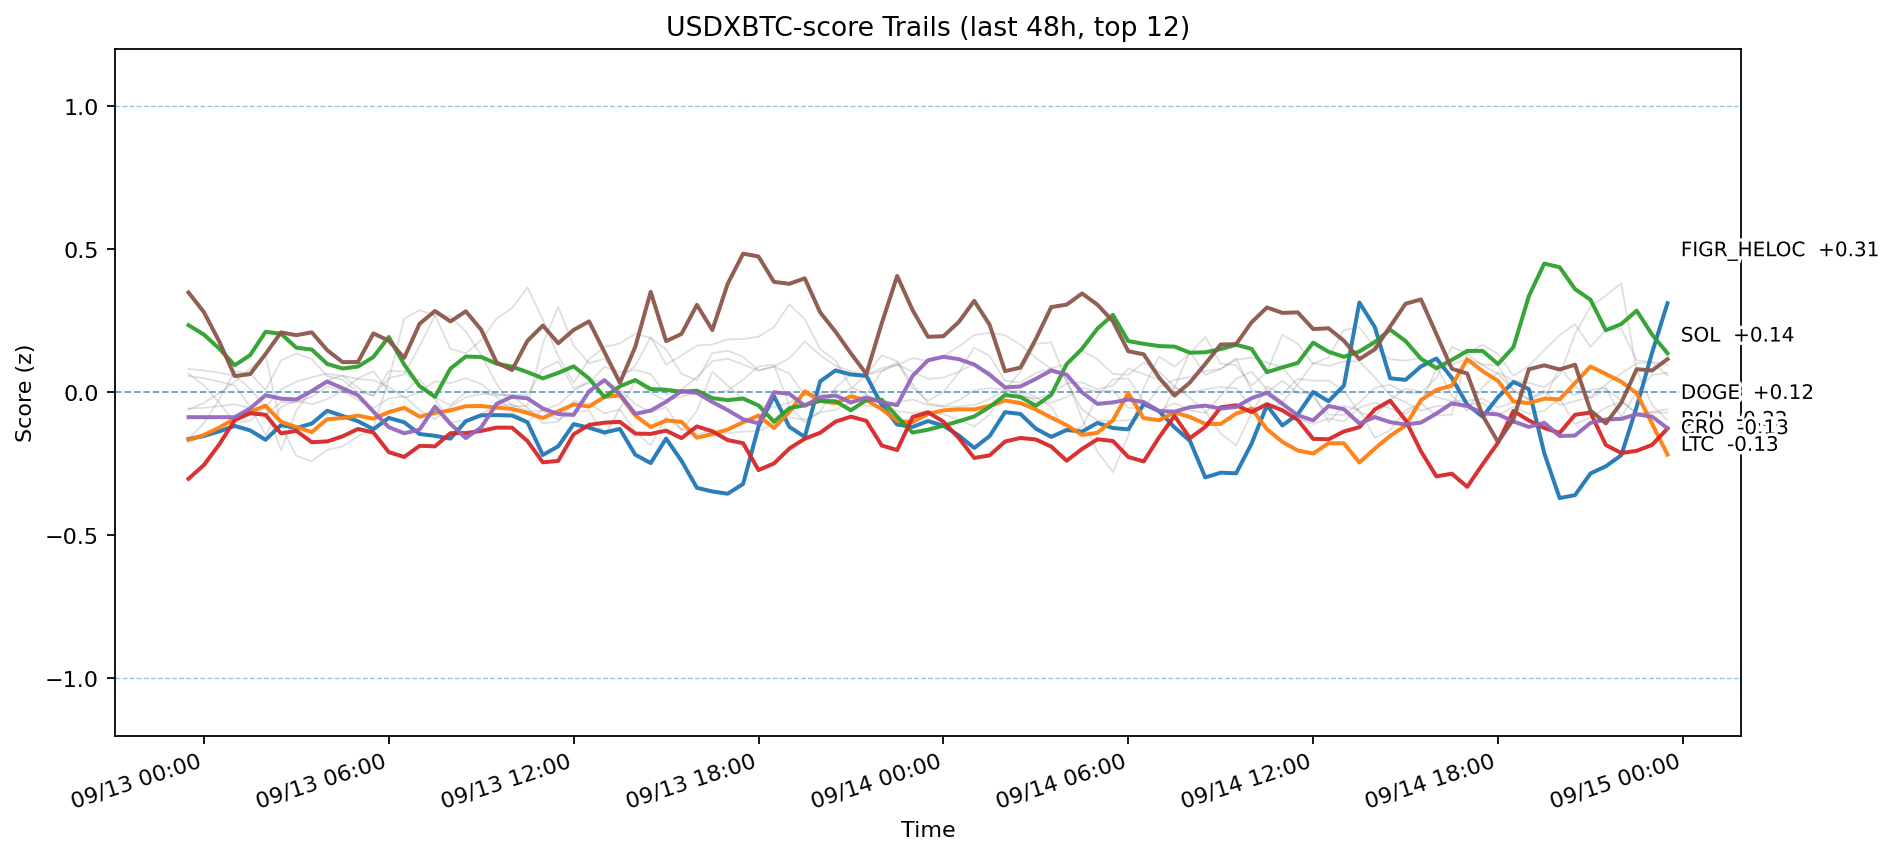 USDXBTC-score Trails (last 48h, top 12)
Score (z)
1.0
0.5
0.0
−0.5
−1.0
FIGR_HELOC +0.31
SOL +0.14
DOGE +0.12
CRO -0.13
LTC -0.13
09/13 00:00
09/13 06:00
09/13 12:00
09/13 18:00
09/14 00:00
09/14 06:00
09/14 12:00
09/14 18:00
09/15 00:00
Time